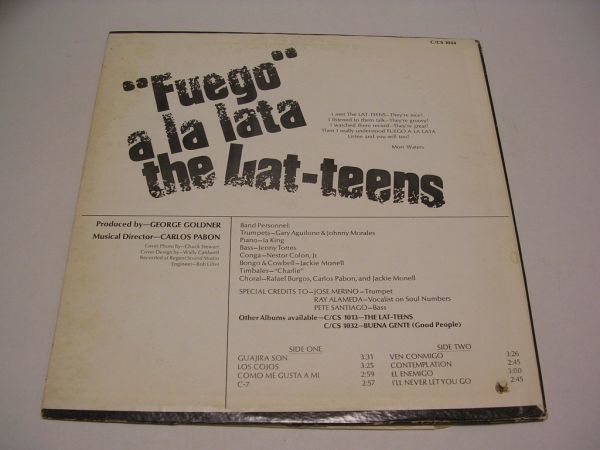 C/CS 1034
"Fuego"
a la lata
the Lat-teens
I met The LAT-TEENS—They're nice!
I listened to them talk—They're groovy!
I watched them record—They're great!
Then I really understood FUEGO A LA LATA
Listen and you will too!
Mort Waters
Produced by—GEORGE GOLDNER
Musical Director—CARLOS PABON
Cover Photo By—Chuck Stewart
Cover Design by—Wally Caldwell
Recorded at Regent Sound Studio
Engineer—Bob Lifton
Band Personnel:
Trumpets—Gary Aguilone & Johnny Morales
Piano—la King
Bass—Jenny Tones
Conga—Nestor Colon, Jr.
Bongo & Cowbell—Jackie Monell
Timbales—"Charlie"
Choral—Rafael Burgos, Carlos Pabon, and Jackie Monell
SPECIAL CREDITS TO—JOSE MERINO—Trumpet
RAY ALAMEDA—Vocalist on Soul Numbers
PETE SANTIAGO—Bass
Other Albums available—C/CS 1013—THE LAT-TEENS
C/CS 1032—BUENA GENTE (Good People)
SIDE ONE
GUAJIRA SON 3:31
LOS COJOS 3:25
COMO ME GUSTA A MI 2:59
C-7 2:57
SIDE TWO
VEN CONMIGO 3:26
CONTEMPLATION 2:45
EL ENEMIGO 3:00
I'LL NEVER LET YOU GO 2:45